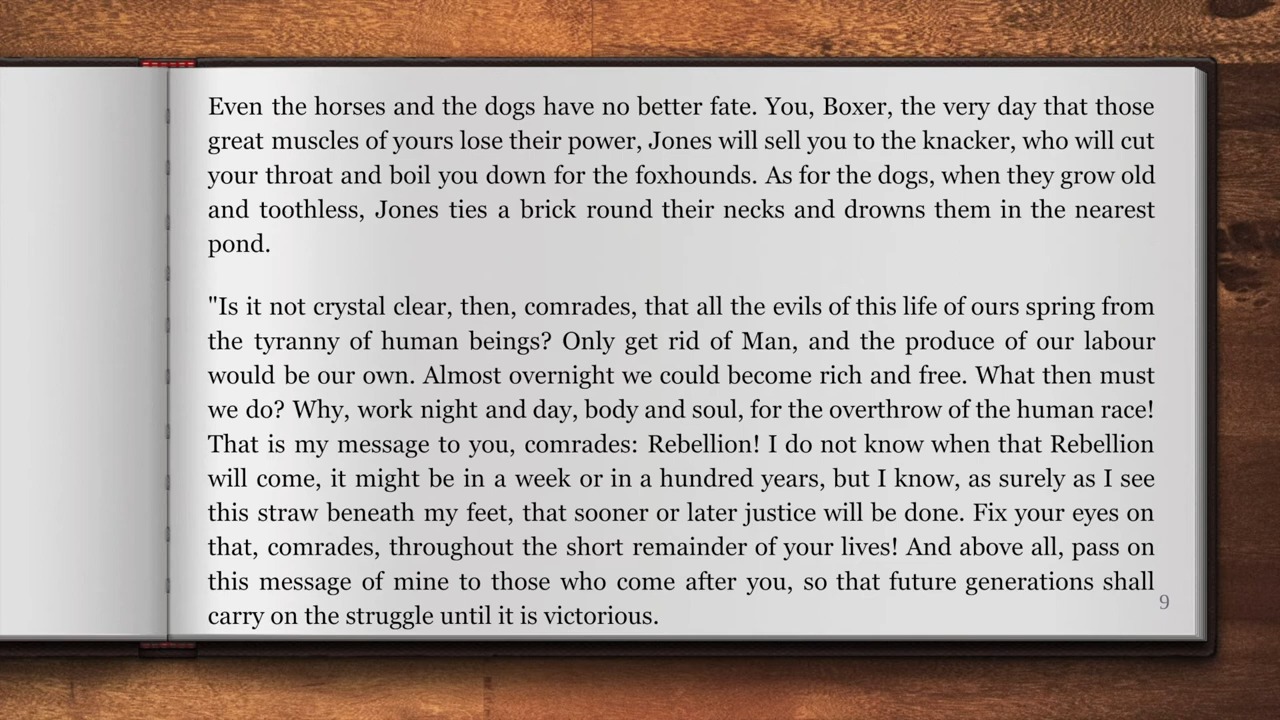 Even the horses and the dogs have no better fate. You, Boxer, the very day that those
great muscles of yours lose their power, Jones will sell you to the knacker, who will cut
your throat and boil you down for the foxhounds. As for the dogs, when they grow old
and toothless, Jones ties a brick round their necks and drowns them in the nearest
pond.
"Is it not crystal clear, then, comrades, that all the evils of this life of ours spring from
the tyranny of human beings? Only get rid of Man, and the produce of our labour
would be our own. Almost overnight we could become rich and free. What then must
we do? Why, work night and day, body and soul, for the overthrow of the human race!
That is my message to you, comrades: Rebellion! I do not know when that Rebellion
will come, it might be in a week or in a hundred years, but I know, as surely as I see
this straw beneath my feet, that sooner or later justice will be done. Fix your eyes on
that, comrades, throughout the short remainder of your lives! And above all, pass on
this message of mine to those who come after you, so that future generations shall
carry on the struggle until it is victorious.
9